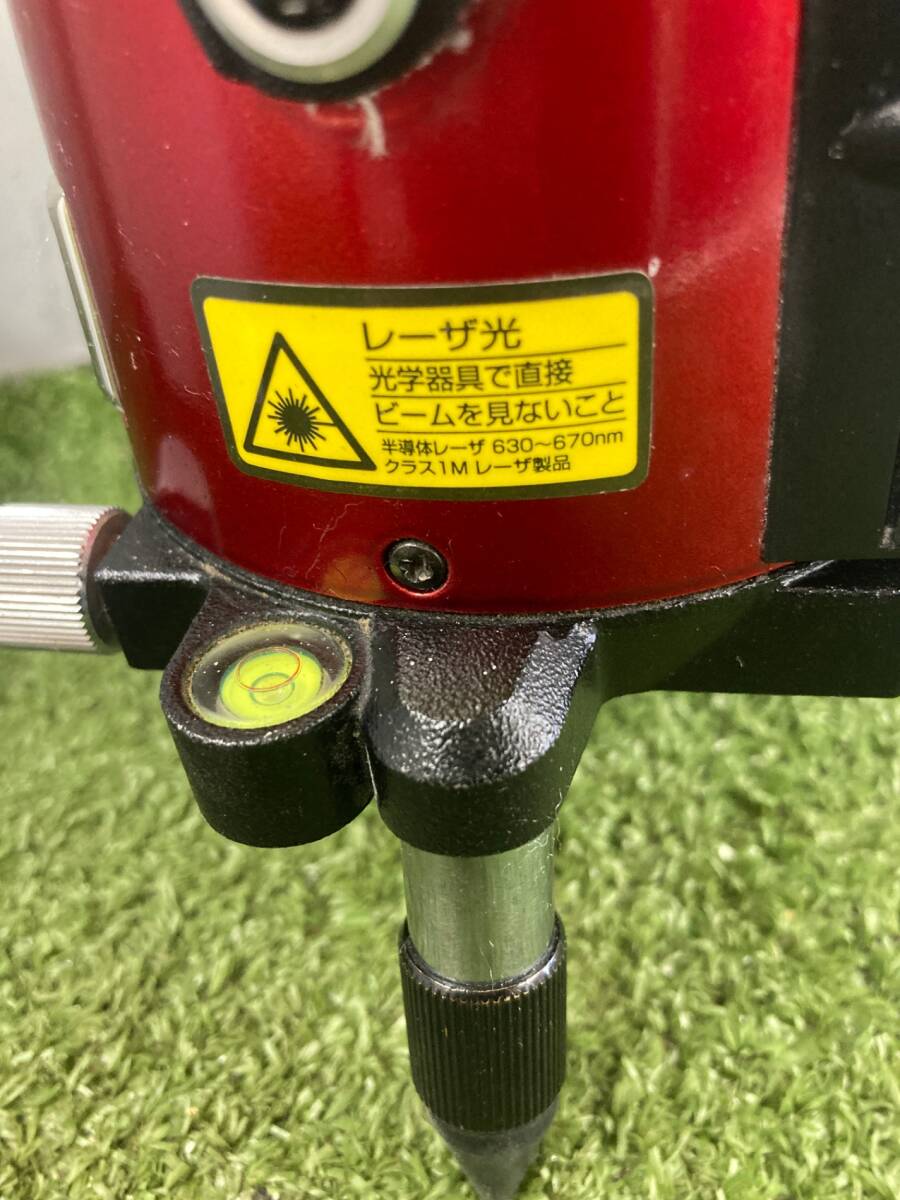 レーザ光
光学器具で直接
ビームを見ないこと
半導体レーザ 630～670nm
クラス1M レーザ製品